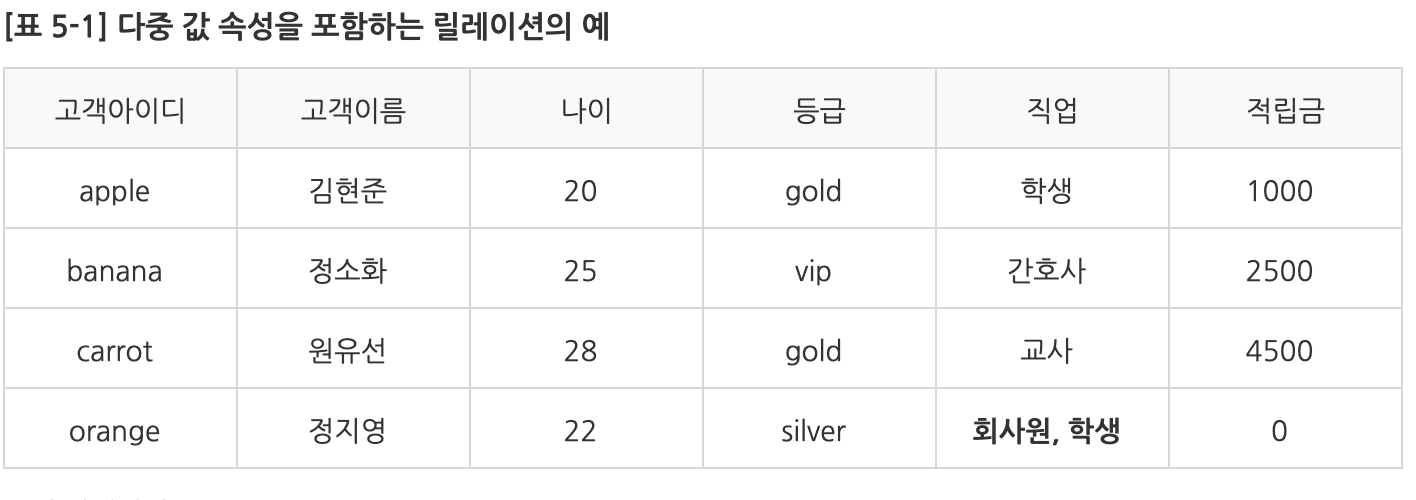 [표 5-1] 다중 값 속성을 포함하는 릴레이션의 예
고객아이디 고객이름 나이 등급 직업 적립금
apple 김현준 20 gold 학생 1000
banana 정소화 25 vip 간호사 2500
carrot 원유선 28 gold 교사 4500
orange 정지영 22 silver 회사원, 학생 0